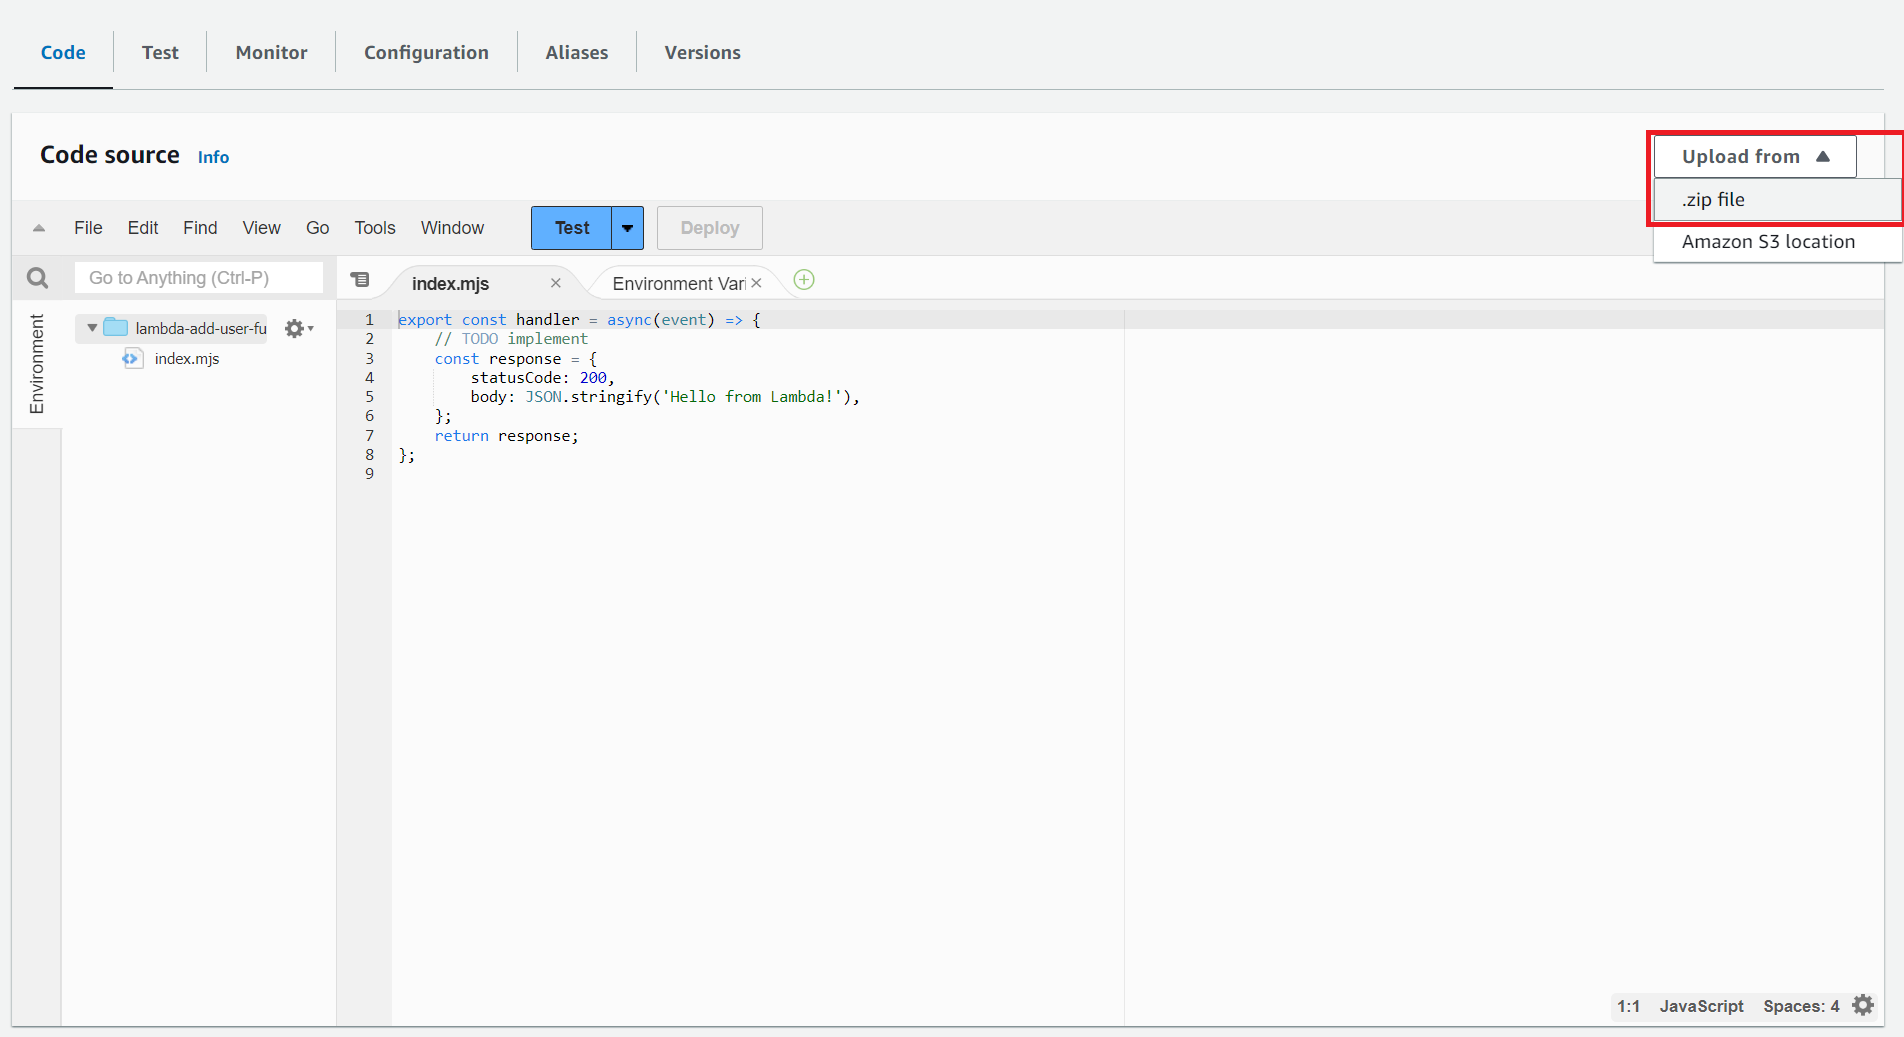 Code Test Monitor Configuration Aliases Versions
Code source Info
Upload from
.zip file
Amazon S3 location
File Edit Find View Go Tools Window Test Deploy
Go to Anything (Ctrl-P)
index.mjs Environment Vari
Environment
lambda-add-user-fu
index.mjs
1 export const handler = async(event) => {
2 // TODO implement
3 const response = {
4 statusCode: 200,
5 body: JSON.stringify('Hello from Lambda!'),
6 };
7 return response;
8 };
9
1:1 JavaScript Spaces: 4